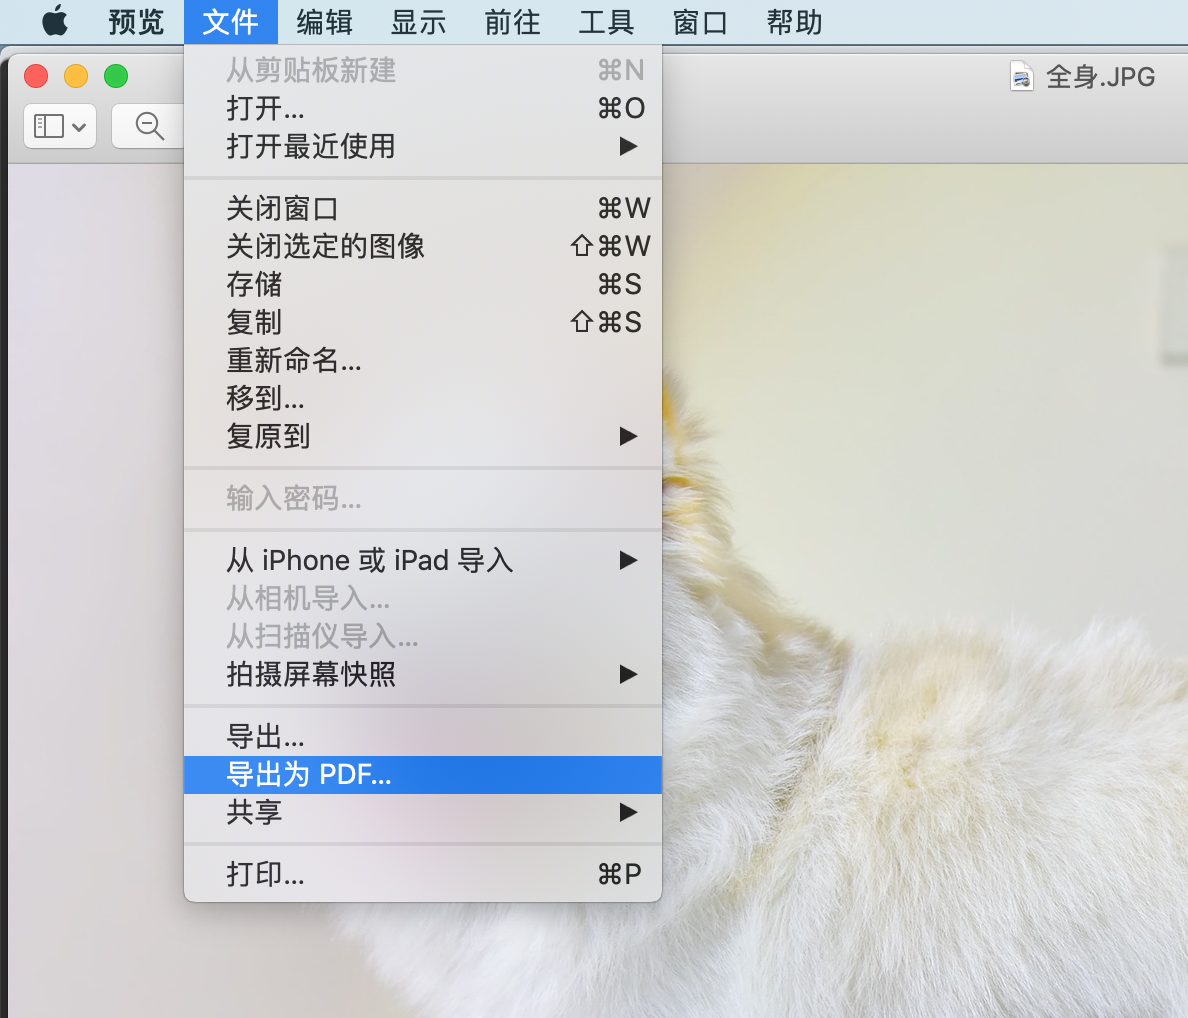 预览 文件 编辑 显示 前往 工具 窗口 帮助
全身.JPG
从剪贴板新建 ⌘N
打开... ⌘O
打开最近使用 ▶
关闭窗口 ⌘W
关闭选定的图像 ⇧⌘W
存储 ⌘S
复制 ⇧⌘S
重新命名...
移到...
复原到 ▶
输入密码...
从 iPhone 或 iPad 导入 ▶
从相机导入...
从扫描仪导入...
拍摄屏幕快照 ▶
导出...
导出为 PDF...
共享 ▶
打印... ⌘P